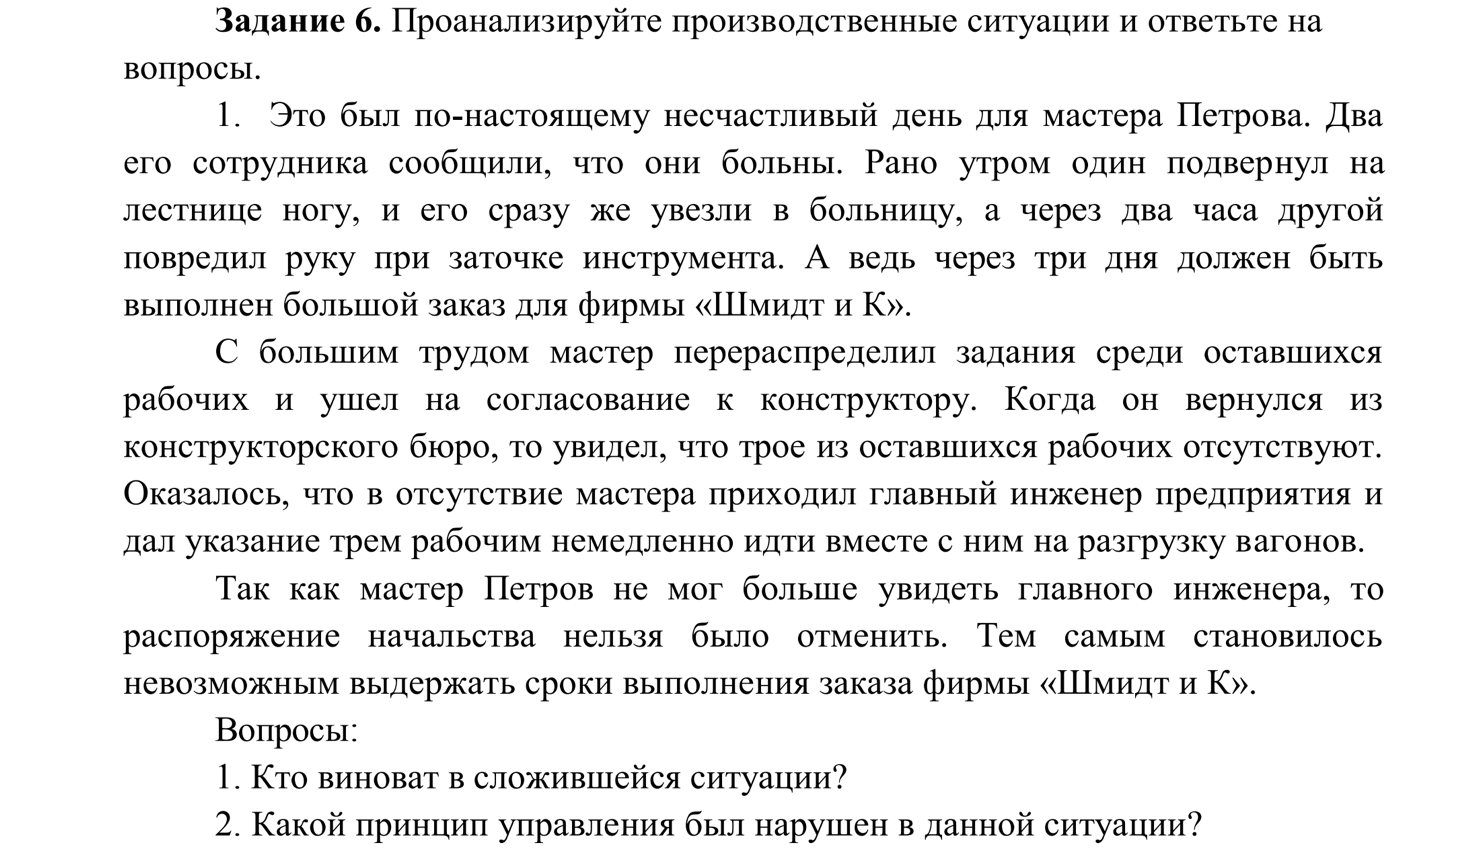 Задание 6. Проанализируйте производственные ситуации и ответьте на
вопросы.
1. Это был по-настоящему несчастливый день для мастера Петрова. Два
его сотрудника сообщили, что они больны. Рано утром один подвернул на
лестнице ногу, и его сразу же увезли в больницу, а через два часа другой
повредил руку при заточке инструмента. А ведь через три дня должен быть
выполнен большой заказ для фирмы «Шмидт и К».
С большим трудом мастер перераспределил задания среди оставшихся
рабочих и ушел на согласование к конструктору. Когда он вернулся из
конструкторского бюро, то увидел, что трое из оставшихся рабочих отсутствуют.
Оказалось, что в отсутствие мастера приходил главный инженер предприятия и
дал указание трем рабочим немедленно идти вместе с ним на разгрузку вагонов.
Так как мастер Петров не мог больше увидеть главного инженера, то
распоряжение начальства нельзя было отменить. Тем самым становилось
невозможным выдержать сроки выполнения заказа фирмы «Шмидт и К».
Вопросы:
1. Кто виноват в сложившейся ситуации?
2. Какой принцип управления был нарушен в данной ситуации?